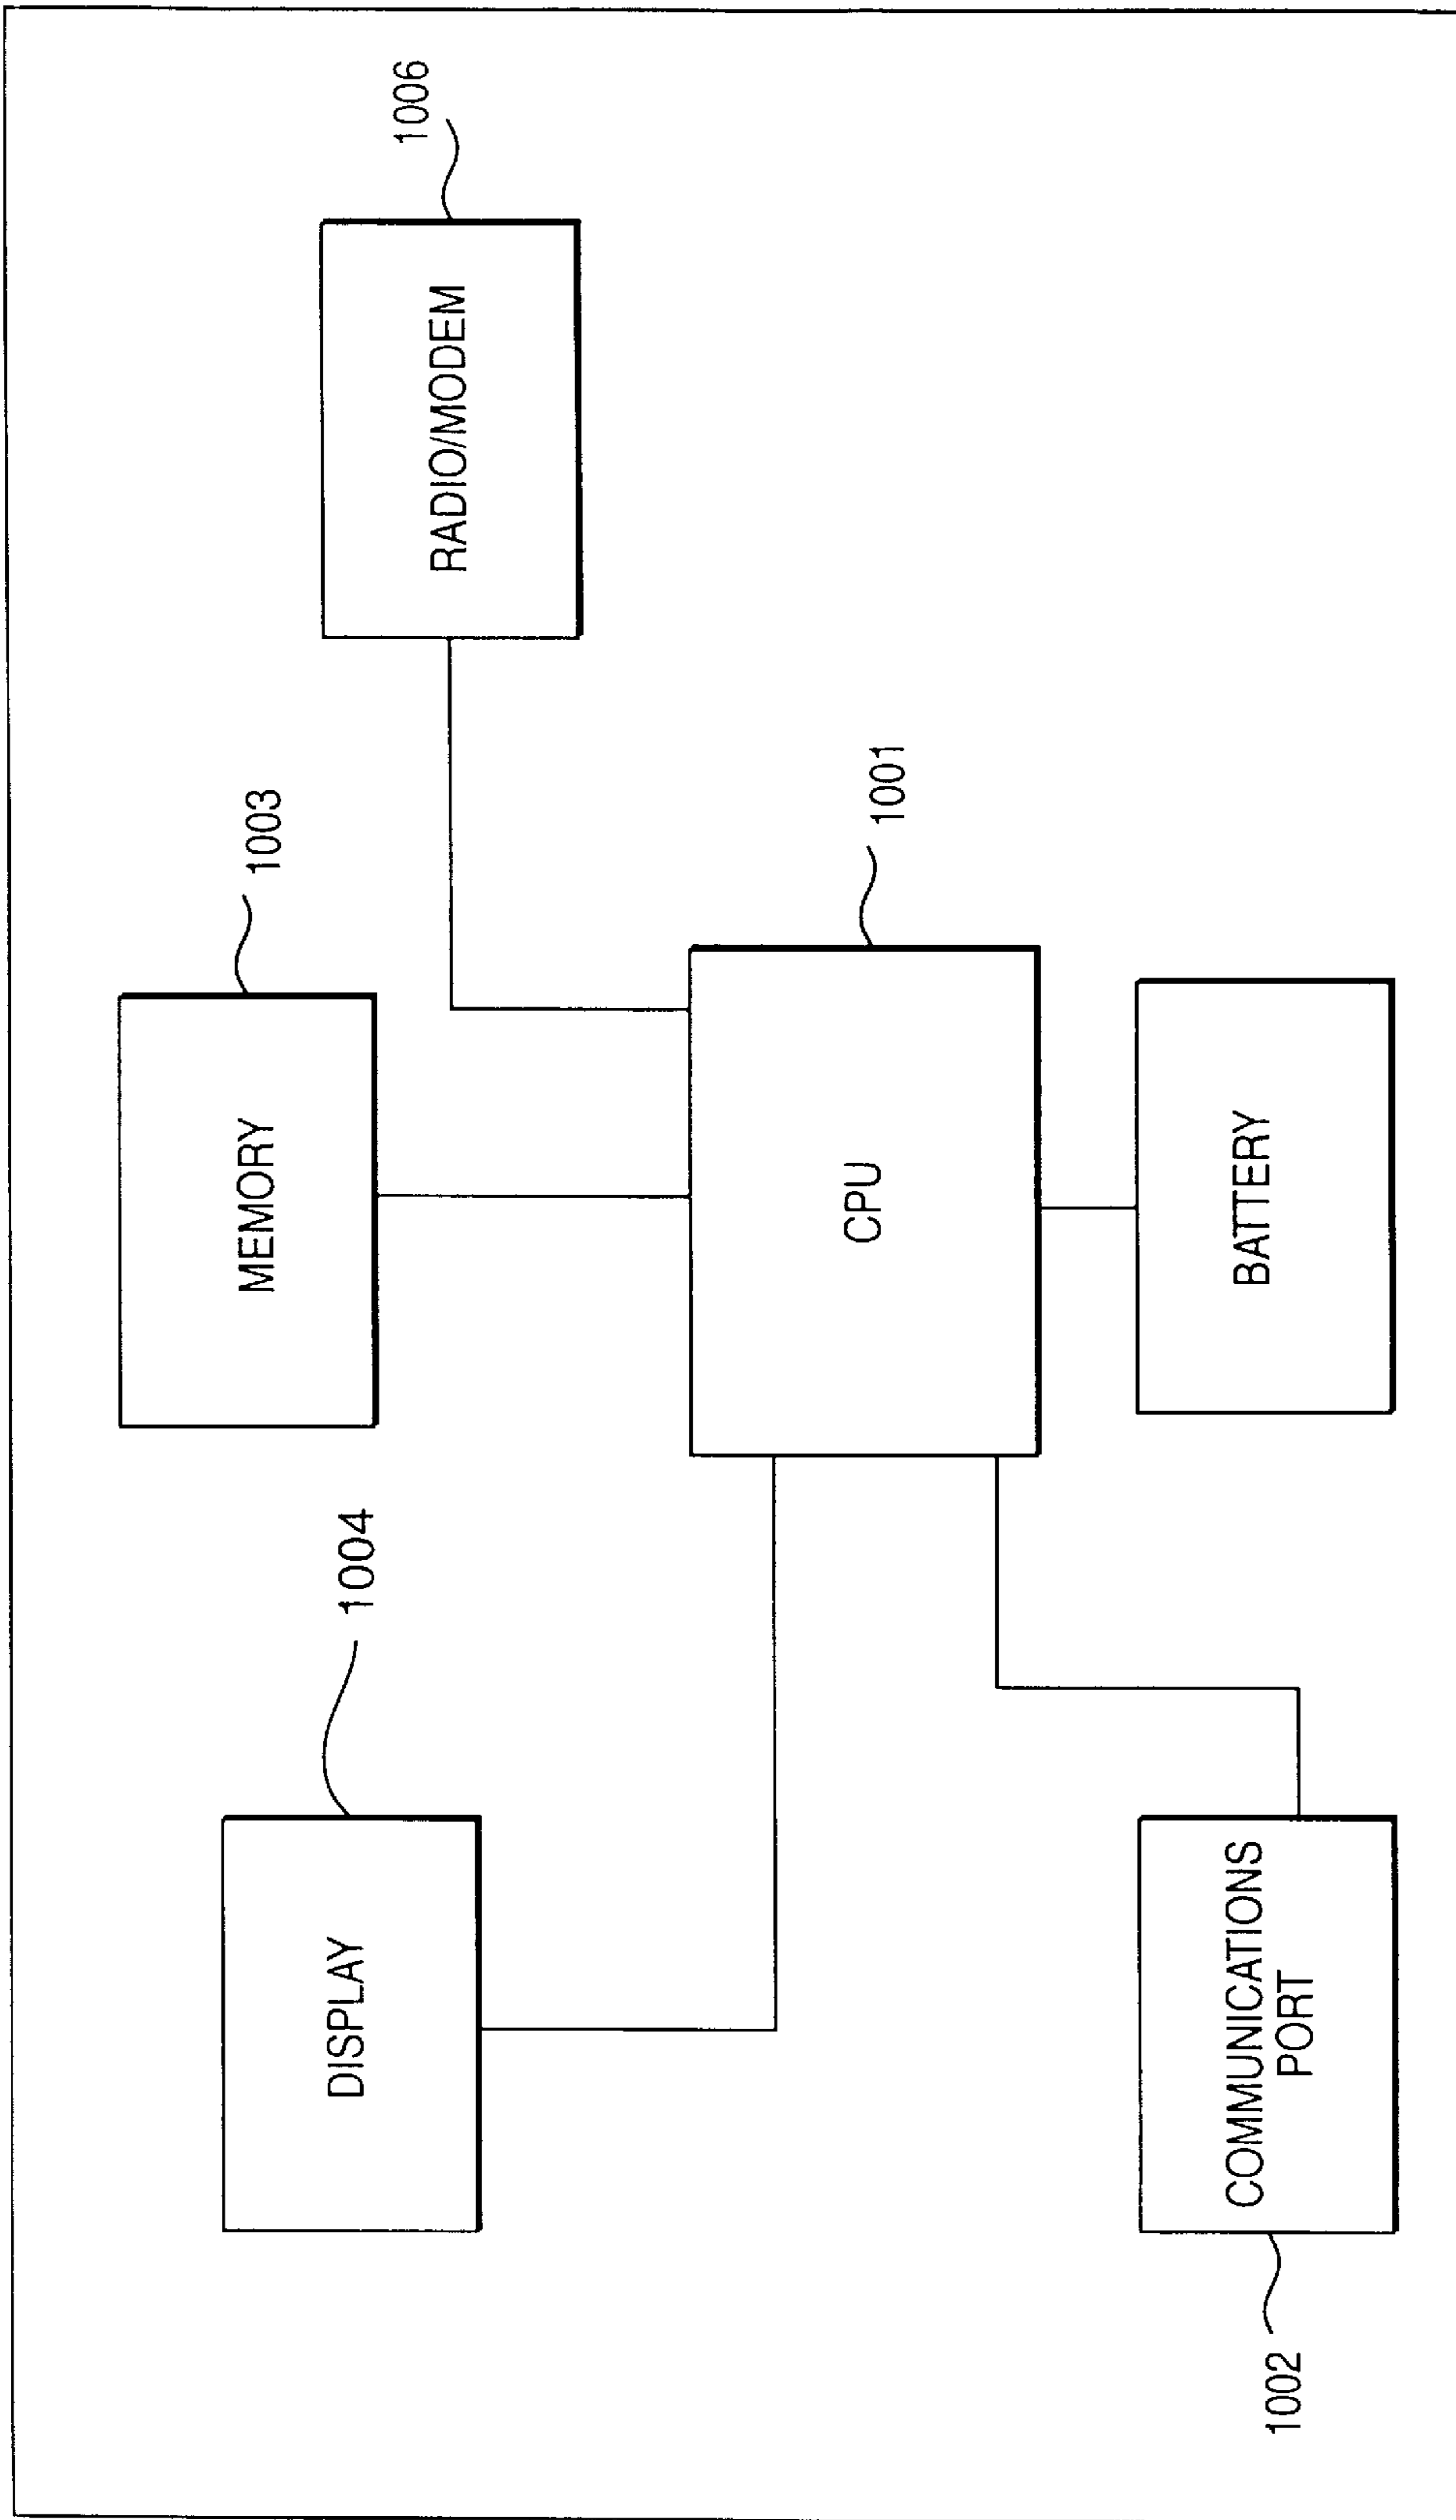 1003
MEMORY
1006
RADIO/MODEM
1004
DISPLAY
1001
CPU
1002
COMMUNICATIONS
PORT
BATTERY